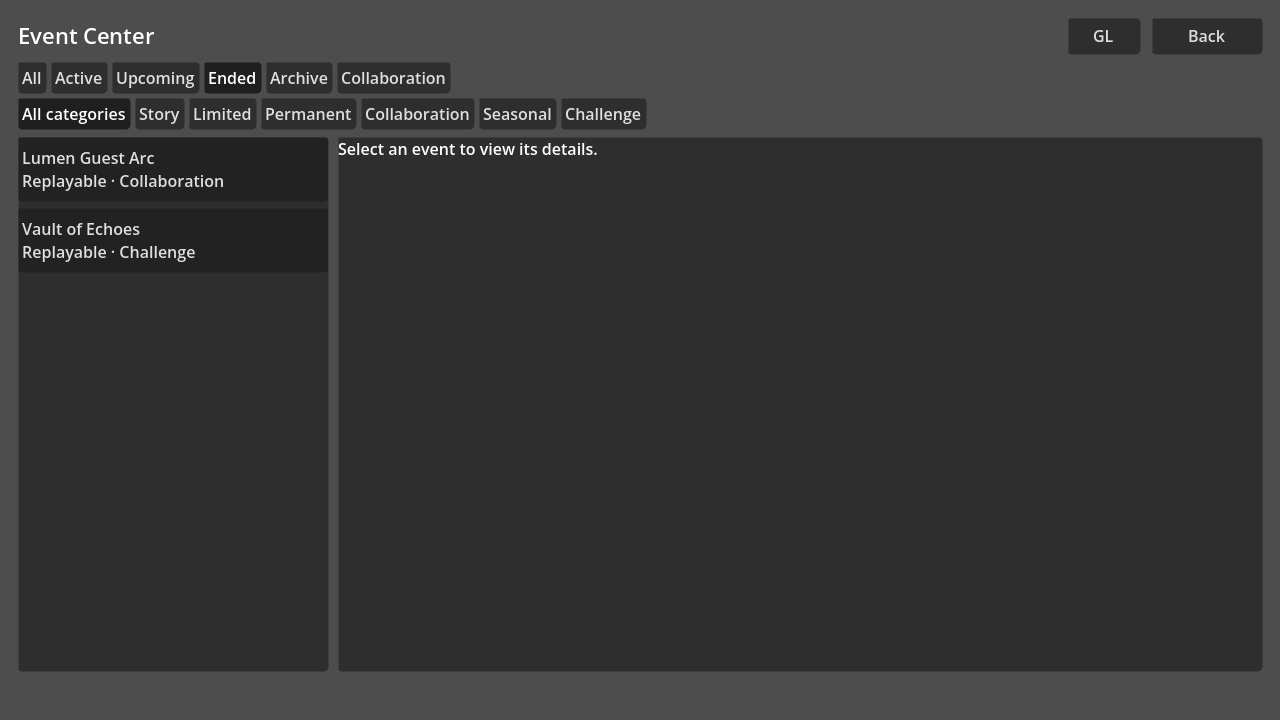 Event Center
GL
Back
All
Active
Upcoming
Ended
Archive
Collaboration
All categories
Story
Limited
Permanent
Collaboration
Seasonal
Challenge
Lumen Guest Arc
Replayable · Collaboration
Vault of Echoes
Replayable · Challenge
Select an event to view its details.